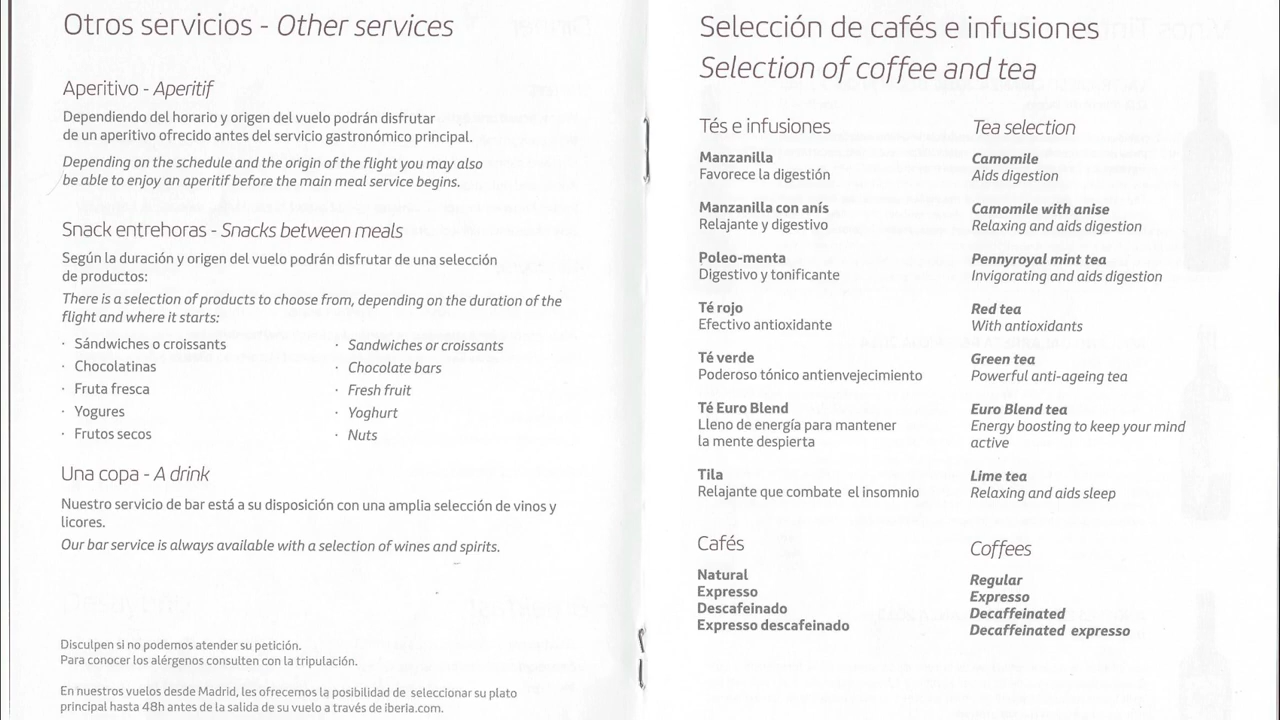 Otros servicios - Other services
Aperitivo - Aperitif
Dependiendo del horario y origen del vuelo podrán disfrutar
de un aperitivo ofrecido antes del servicio gastronómico principal.
Depending on the schedule and the origin of the flight you may also
be able to enjoy an aperitif before the main meal service begins.
Snack entrehoras - Snacks between meals
Según la duración y origen del vuelo podrán disfrutar de una selección
de productos:
There is a selection of products to choose from, depending on the duration of the
flight and where it starts:
· Sándwiches o croissants
· Chocolatinas
· Fruta fresca
· Yogures
· Frutos secos
· Sandwiches or croissants
· Chocolate bars
· Fresh fruit
· Yoghurt
· Nuts
Una copa - A drink
Nuestro servicio de bar está a su disposición con una amplia selección de vinos y
licores.
Our bar service is always available with a selection of wines and spirits.
Disculpen si no podemos atender su petición.
Para conocer los alérgenos consulten con la tripulación.
En nuestros vuelos desde Madrid, les ofrecemos la posibilidad de seleccionar su plato
principal hasta 48h antes de la salida de su vuelo a través de iberia.com.
Selección de cafés e infusiones
Selection of coffee and tea
Tés e infusiones
Manzanilla
Favorece la digestión
Manzanilla con anís
Relajante y digestivo
Poleo-menta
Digestivo y tonificante
Té rojo
Efectivo antioxidante
Té verde
Poderoso tónico antienvejecimiento
Té Euro Blend
Lleno de energía para mantener
la mente despierta
Tila
Relajante que combate el insomnio
Cafés
Natural
Expresso
Descafeinado
Expresso descafeinado
Tea selection
Camomile
Aids digestion
Camomile with anise
Relaxing and aids digestion
Pennyroyal mint tea
Invigorating and aids digestion
Red tea
With antioxidants
Green tea
Powerful anti-ageing tea
Euro Blend tea
Energy boosting to keep your mind
active
Lime tea
Relaxing and aids sleep
Coffees
Regular
Expresso
Decaffeinated
Decaffeinated expresso